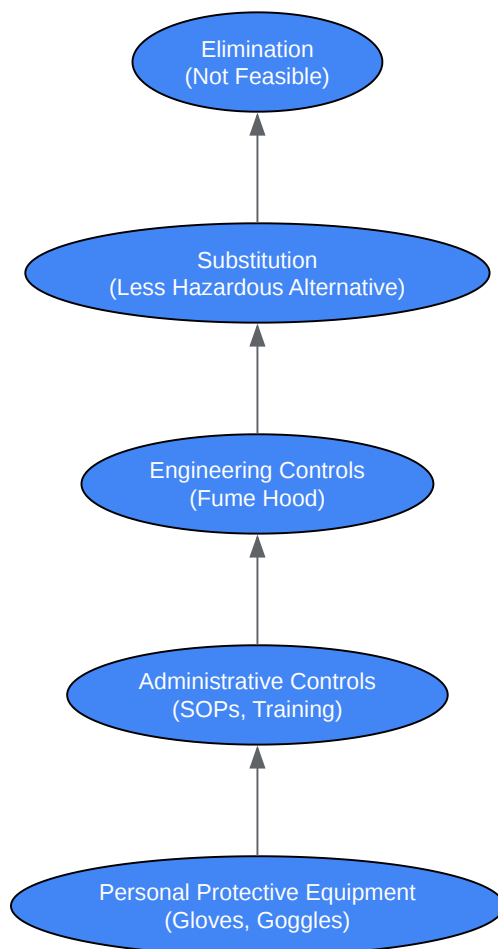 Elimination
(Not Feasible)
Substitution
(Less Hazardous Alternative)
Engineering Controls
(Fume Hood)
Administrative Controls
(SOPs, Training)
Personal Protective Equipment
(Gloves, Goggles)